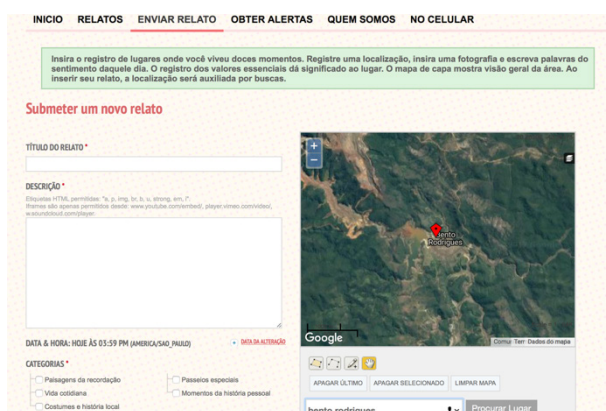 INICIO RELATOS ENVIAR RELATO OBTER ALERTAS QUEM SOMOS NO CELULAR
Insira o registro de lugares onde você viveu doces momentos. Registre uma localização, insira uma fotografia e escreva palavras do
sentimento daquele dia. O registro dos valores essenciais dá significado ao lugar. O mapa de capa mostra visão geral da área. Ao
inserir seu relato, a localização será auxiliada por buscas.
Submeter um novo relato
TÍTULO DO RELATO *
DESCRIÇÃO *
Etiquetas HTML permitidas: "a, p, img, br, b, u, strong, em, i".
Iframes são apenas permitidos desde: www.youtube.com/embed/, player.vimeo.com/video/,
w.soundcloud.com/player.
+
−
Bento
Rodrigues
Google
Dados do mapa
DATA & HORA: HOJE ÀS 03:59 PM (AMERICA/SAO_PAULO)
DATA DA ALTERAÇÃO
CATEGORIAS *
Paisagens da recordação
Passeios especiais
Vida cotidiana
Momentos da história pessoal
Costumes e história local
APAGAR ÚLTIMO APAGAR SELECIONADO LIMPAR MAPA
bento rodrigues
Procurar Lugar